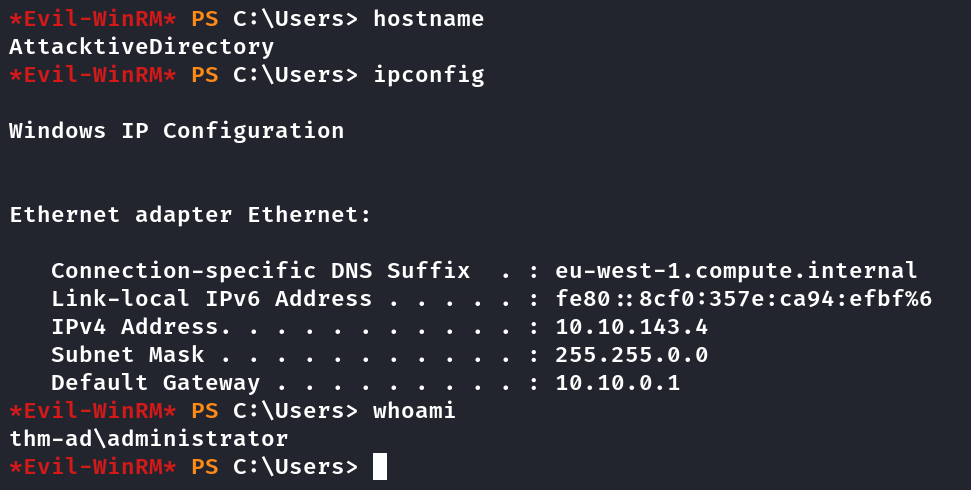 *Evil-WinRM* PS C:\Users> hostname
AttacktiveDirectory
*Evil-WinRM* PS C:\Users> ipconfig
Windows IP Configuration
Ethernet adapter Ethernet:
   Connection-specific DNS Suffix  . : eu-west-1.compute.internal
   Link-local IPv6 Address . . . . . : fe80::8cf0:357e:ca94:efbf%6
   IPv4 Address. . . . . . . . . . . : 10.10.143.4
   Subnet Mask . . . . . . . . . . . : 255.255.0.0
   Default Gateway . . . . . . . . . : 10.10.0.1
*Evil-WinRM* PS C:\Users> whoami
thm-ad\administrator
*Evil-WinRM* PS C:\Users>